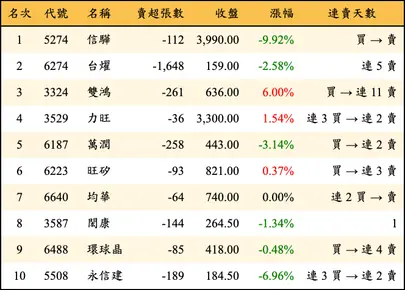 名次 代號 名稱 賣超張數 收盤 漲幅 連賣天數
1 5274 信驊 -112 3,990.00 -9.92% 買→賣
2 6274 台燿 -1,648 159.00 -2.58% 連 5 賣
3 3324 雙鴻 -261 636.00 6.00% 買→連 11 賣
4 3529 力旺 -36 3,300.00 1.54% 連 3 買→連 2 賣
5 6187 萬潤 -258 443.00 -3.14% 買→連 2 賣
6 6223 旺矽 -93 821.00 0.37% 買→連 3 賣
7 6640 均華 -64 740.00 0.00% 連 2 買→賣
8 3587 閎康 -144 264.50 -1.34% 1
9 6488 環球晶 -85 418.00 -0.48% 買→連 4 賣
10 5508 永信建 -189 184.50 -6.96% 連 3 買→連 2 賣